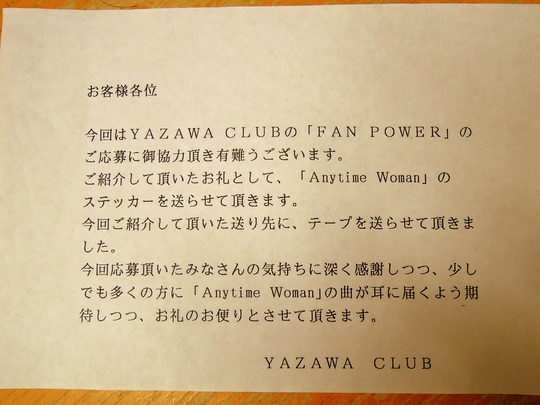 お客様各位
今回はＹＡＺＡＷＡ ＣＬＵＢの「ＦＡＮ ＰＯＷＥＲ」の
ご応募に御協力頂き有難うございます。
ご紹介して頂いたお礼として、「Anytime Woman」の
ステッカーを送らせて頂きます。
今回ご紹介して頂いた送り先に、テープを送らせて頂きま
した。
今回応募頂いたみなさんの気持ちに深く感謝しつつ、少し
でも多くの方に「Anytime Woman」の曲が耳に届くよう期
待しつつ、お礼のお便りとさせて頂きます。
ＹＡＺＡＷＡ ＣＬＵＢ